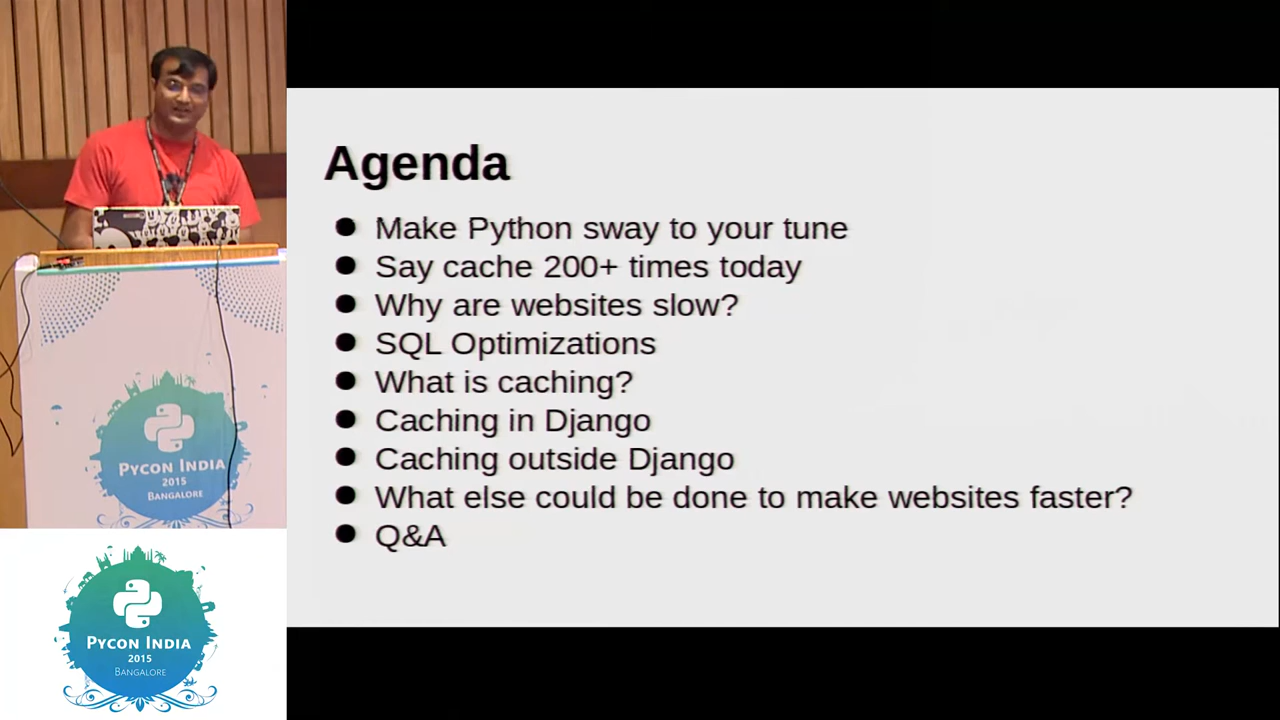 Agenda
● Make Python sway to your tune
● Say cache 200+ times today
● Why are websites slow?
● SQL Optimizations
● What is caching?
● Caching in Django
● Caching outside Django
● What else could be done to make websites faster?
● Q&A
PYCON INDIA
2015
BANGALORE
PYCON INDIA
2015
BANGALORE